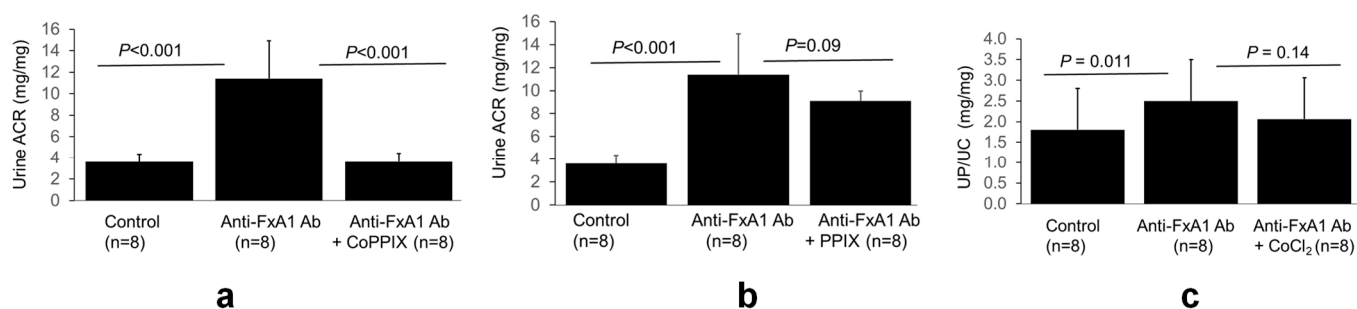 Urine ACR (mg/mg)
16
14
12
10
8
6
4
2
0
P<0.001
P<0.001
Control
(n=8)
Anti-FxA1 Ab
(n=8)
Anti-FxA1 Ab
+ CoPPIX (n=8)
a
Urine ACR (mg/mg)
16
14
12
10
8
6
4
2
0
P<0.001
P=0.09
Control
(n=8)
Anti-FxA1 Ab
(n=8)
Anti-FxA1 Ab
+ PPIX (n=8)
b
UP/UC (mg/mg)
4.0
3.5
3.0
2.5
2.0
1.5
1.0
0.5
0.0
P = 0.011
P = 0.14
Control
(n=8)
Anti-FxA1 Ab
(n=8)
Anti-FxA1 Ab
+ CoCl₂ (n=8)
c